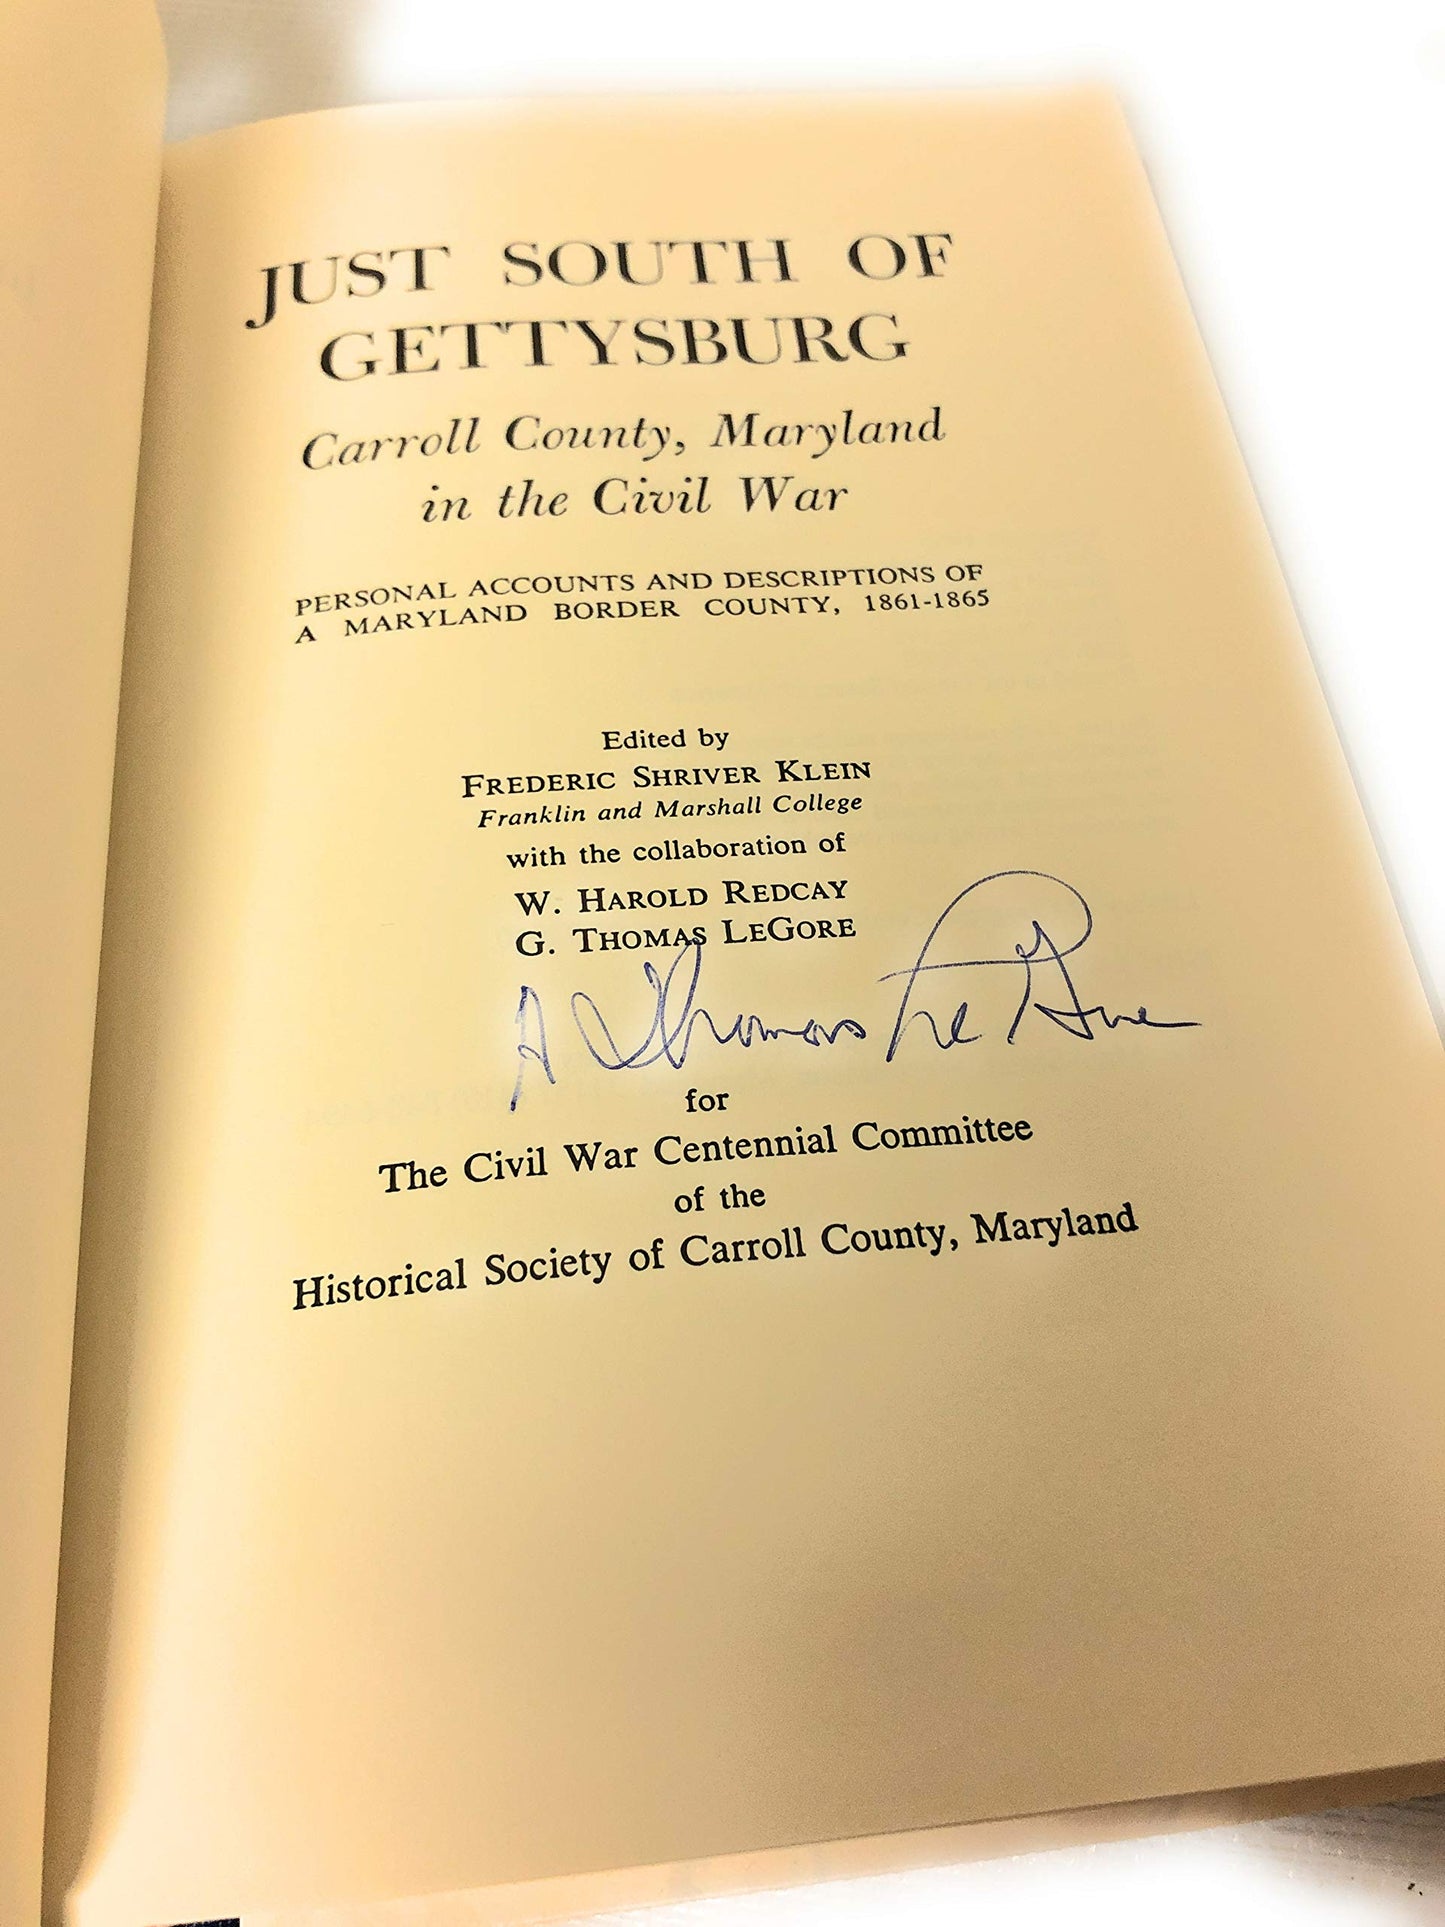 JUST SOUTH OF
GETTYSBURG
Carroll County, Maryland
in the Civil War
PERSONAL ACCOUNTS AND DESCRIPTIONS OF
A MARYLAND BORDER COUNTY, 1861-1865
Edited by
FREDERIC SHRIVER KLEIN
Franklin and Marshall College
with the collaboration of
W. HAROLD REDCAY
G. THOMAS LEGORE
Thomas Le
for
The Civil War Centennial Committee
of the
Historical Society of Carroll County, Maryland